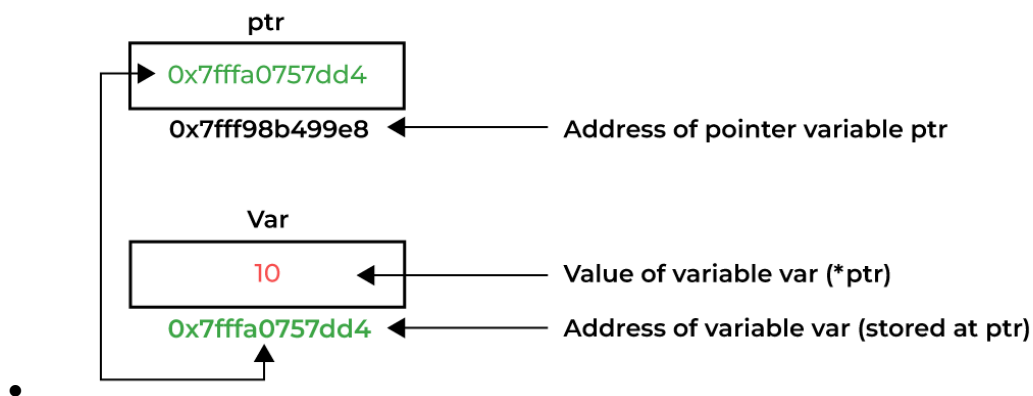 ptr
0x7fffa0757dd4
0x7fff98b499e8 Address of pointer variable ptr
Var
10 Value of variable var (*ptr)
0x7fffa0757dd4 Address of variable var (stored at ptr)